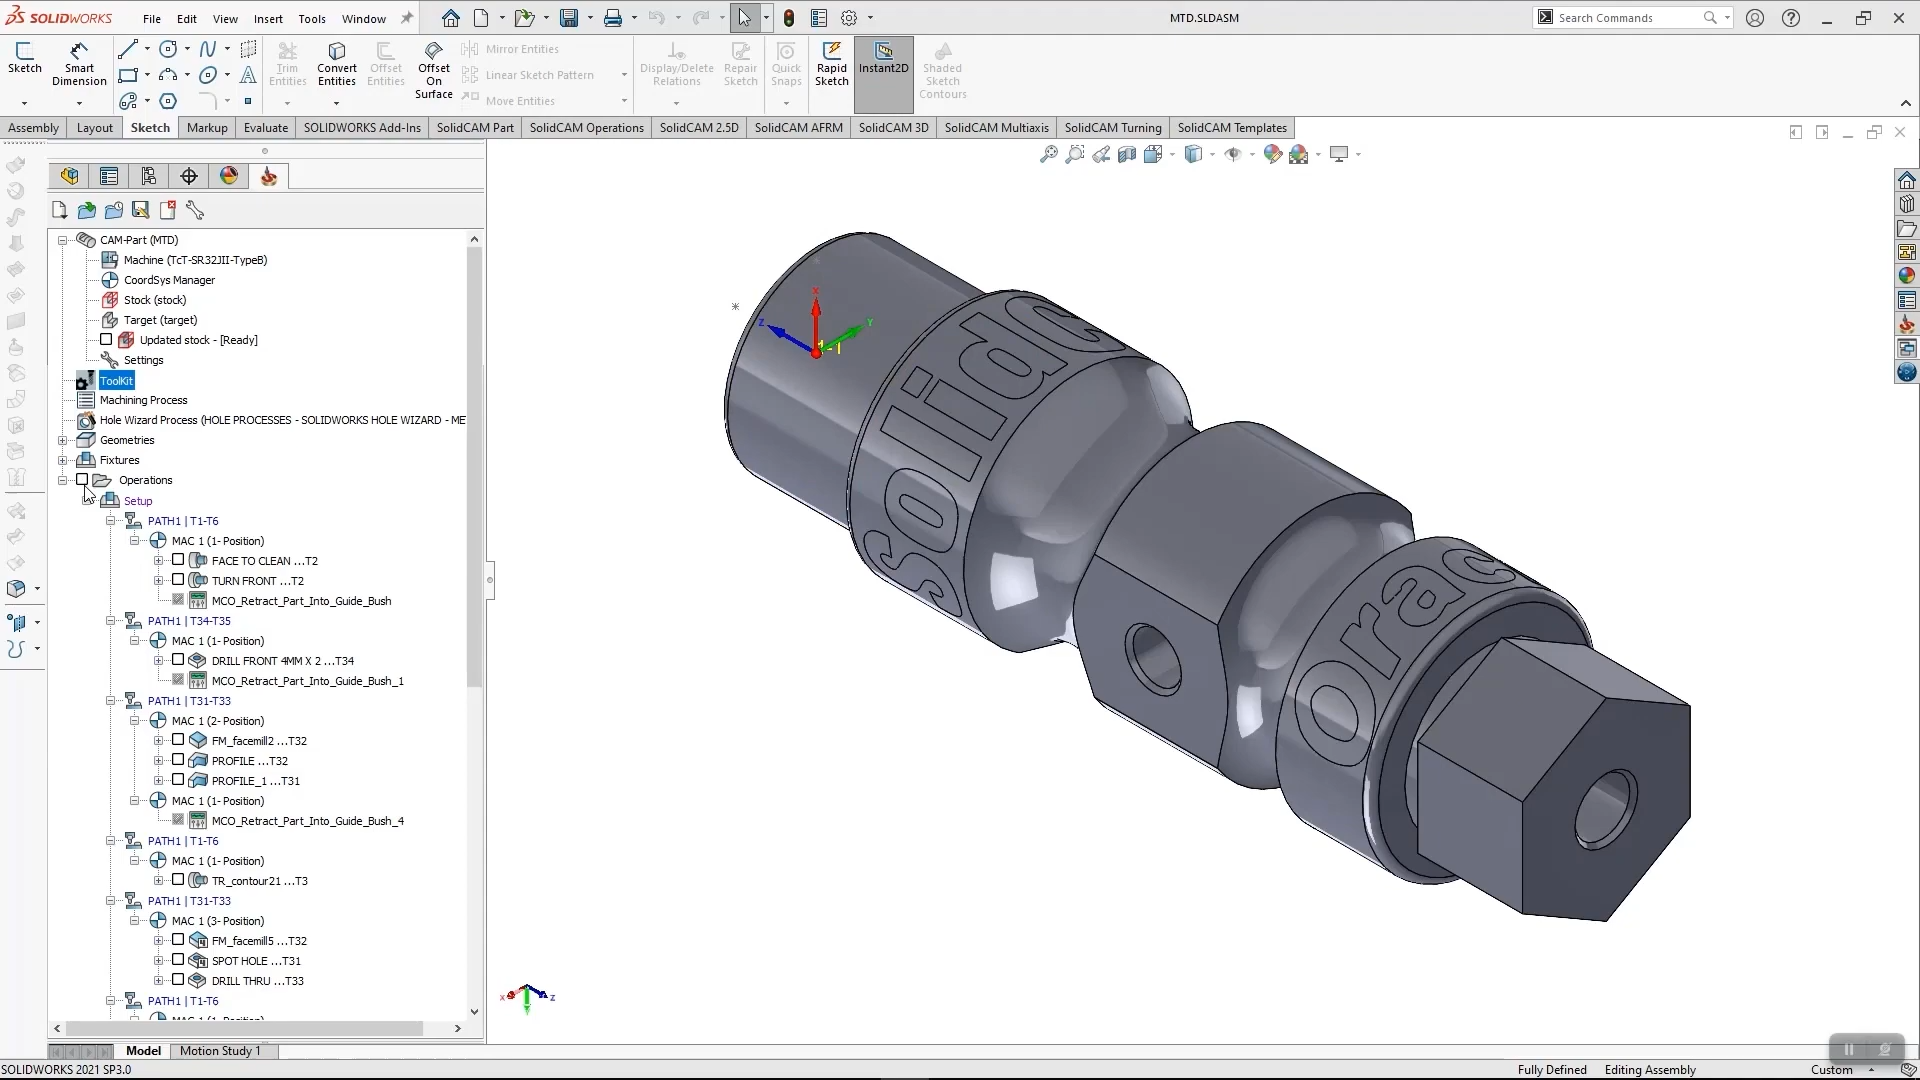 SOLIDWORKS
File Edit View Insert Tools Window
MTD.SLDASM
Search Commands
Sketch
Smart Dimension
Trim Entities
Convert Entities
Offset Entities
Offset On Surface
Mirror Entities
Linear Sketch Pattern
Move Entities
Display/Delete Relations
Repair Sketch
Quick Snaps
Rapid Sketch
Instant2D
Shaded Sketch Contours
Assembly Layout Sketch Markup Evaluate SOLIDWORKS Add-Ins SolidCAM Part SolidCAM Operations SolidCAM 2.5D SolidCAM AFRM SolidCAM 3D SolidCAM Multiaxis SolidCAM Turning SolidCAM Templates
CAM-Part (MTD)
Machine (TcT-SR32JII-TypeB)
CoordSys Manager
Stock (stock)
Target (target)
Updated stock - [Ready]
Settings
ToolKit
Machining Process
Hole Wizard Process (HOLE PROCESSES - SOLIDWORKS HOLE WIZARD - ME
Geometries
Fixtures
Operations
Setup
PATH1 | T1-T6
MAC 1 (1- Position)
FACE TO CLEAN ...T2
TURN FRONT ...T2
MCO_Retract_Part_Into_Guide_Bush
PATH1 | T34-T35
MAC 1 (1- Position)
DRILL FRONT 4MM X 2 ...T34
MCO_Retract_Part_Into_Guide_Bush_1
PATH1 | T31-T33
MAC 1 (2- Position)
FM_facemill2 ...T32
PROFILE ...T32
PROFILE_1 ...T31
MAC 1 (1- Position)
MCO_Retract_Part_Into_Guide_Bush_4
PATH1 | T1-T6
MAC 1 (1- Position)
TR_contour21 ...T3
PATH1 | T31-T33
MAC 1 (3- Position)
FM_facemill5 ...T32
SPOT HOLE ...T31
DRILL THRU ...T33
PATH1 | T1-T6
MAC 1 (1- Position)
X
Z
Y
Solidc
orac
X
Z
Model Motion Study 1
SOLIDWORKS 2021 SP3.0
Fully Defined Editing Assembly Custom